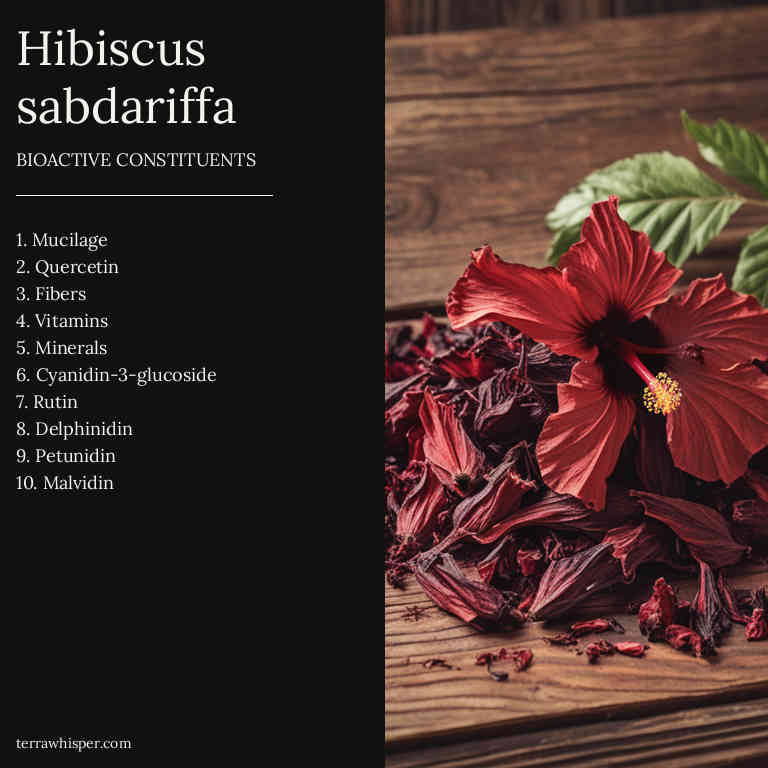 Hibiscus
sabdariffa
BIOACTIVE CONSTITUENTS
1. Mucilage
2. Quercetin
3. Fibers
4. Vitamins
5. Minerals
6. Cyanidin-3-glucoside
7. Rutin
8. Delphinidin
9. Petunidin
10. Malvidin
terrawhisper.com